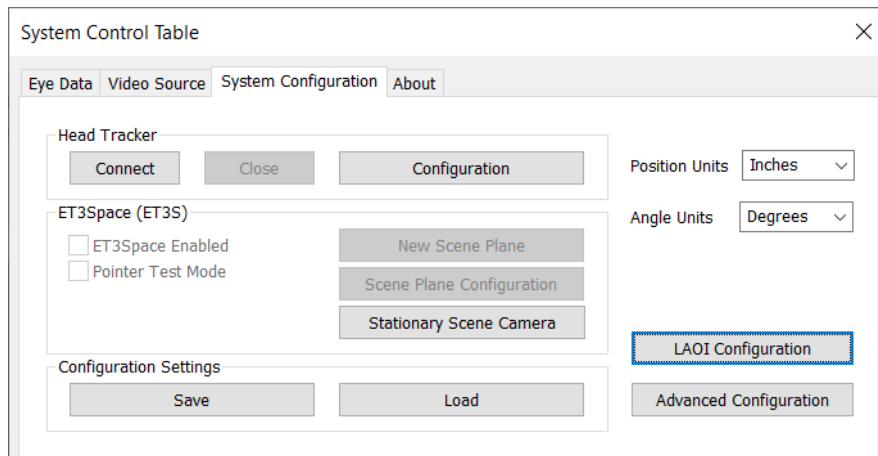 System Control Table
Eye Data Video Source System Configuration About
Head Tracker
Connect Close Configuration
Position Units Inches
ET3Space (ET3S)
Angle Units Degrees
ET3Space Enabled New Scene Plane
Pointer Test Mode Scene Plane Configuration
Stationary Scene Camera
LAOI Configuration
Configuration Settings
Save Load Advanced Configuration